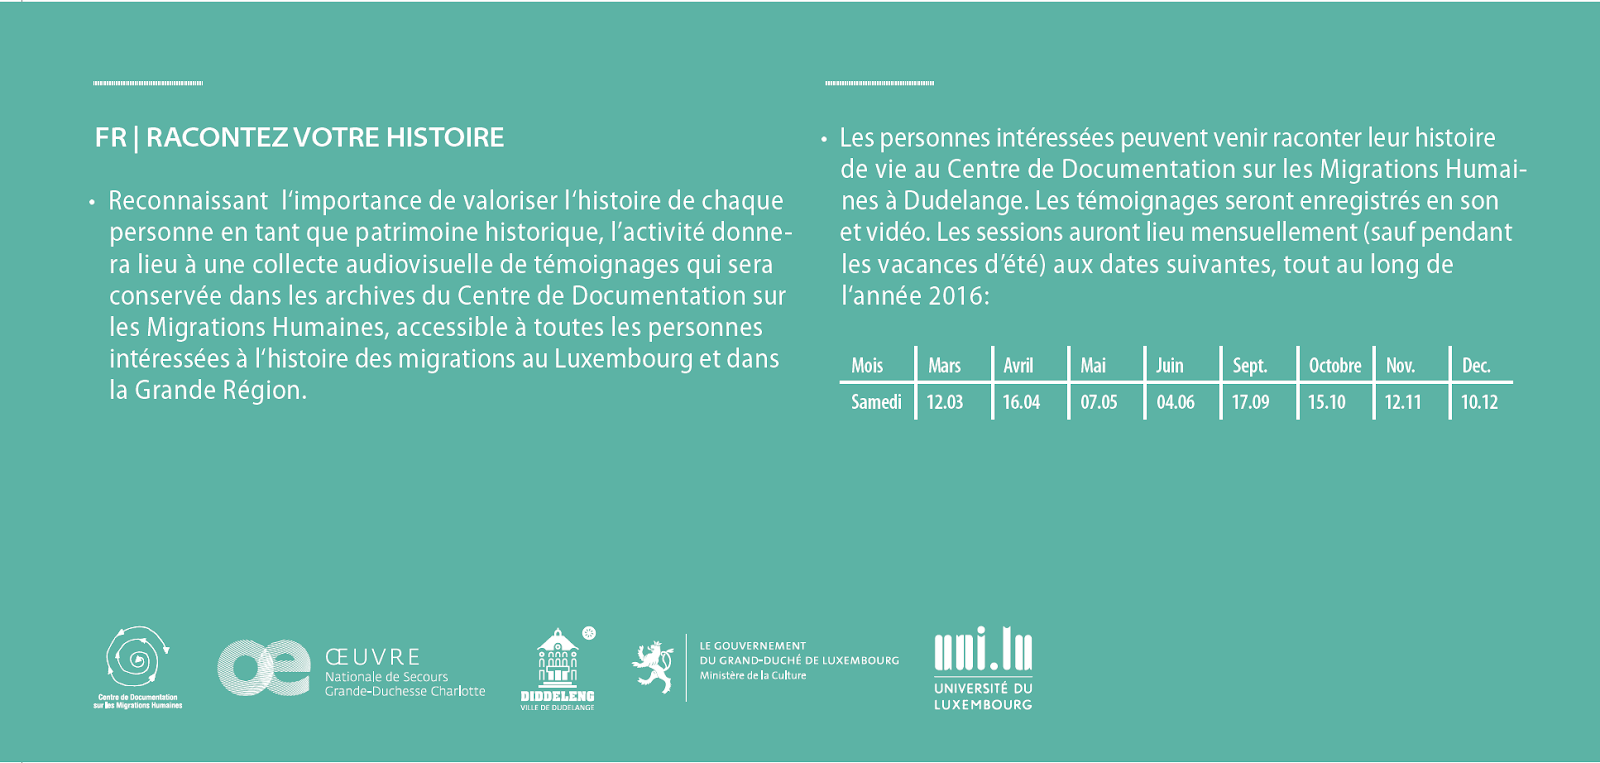 FR | RACONTEZ VOTRE HISTOIRE
• Reconnaissant l‘importance de valoriser l‘histoire de chaque
personne en tant que patrimoine historique, l’activité donne-
ra lieu à une collecte audiovisuelle de témoignages qui sera
conservée dans les archives du Centre de Documentation sur
les Migrations Humaines, accessible à toutes les personnes
intéressées à l‘histoire des migrations au Luxembourg et dans
la Grande Région.
• Les personnes intéressées peuvent venir raconter leur histoire
de vie au Centre de Documentation sur les Migrations Humai-
nes à Dudelange. Les témoignages seront enregistrés en son
et vidéo. Les sessions auront lieu mensuellement (sauf pendant
les vacances d’été) aux dates suivantes, tout au long de
l‘année 2016:
Mois Mars Avril Mai Juin Sept. Octobre Nov. Dec.
Samedi 12.03 16.04 07.05 04.06 17.09 15.10 12.11 10.12
Centre de Documentation
sur les Migrations Humaines
oe
ŒUVRE
Nationale de Secours
Grande-Duchesse Charlotte
DIDDELENG
VILLE DE DUDELANGE
LE GOUVERNEMENT
DU GRAND-DUCHÉ DE LUXEMBOURG
Ministère de la Culture
uni.lu
UNIVERSITÉ DU
LUXEMBOURG